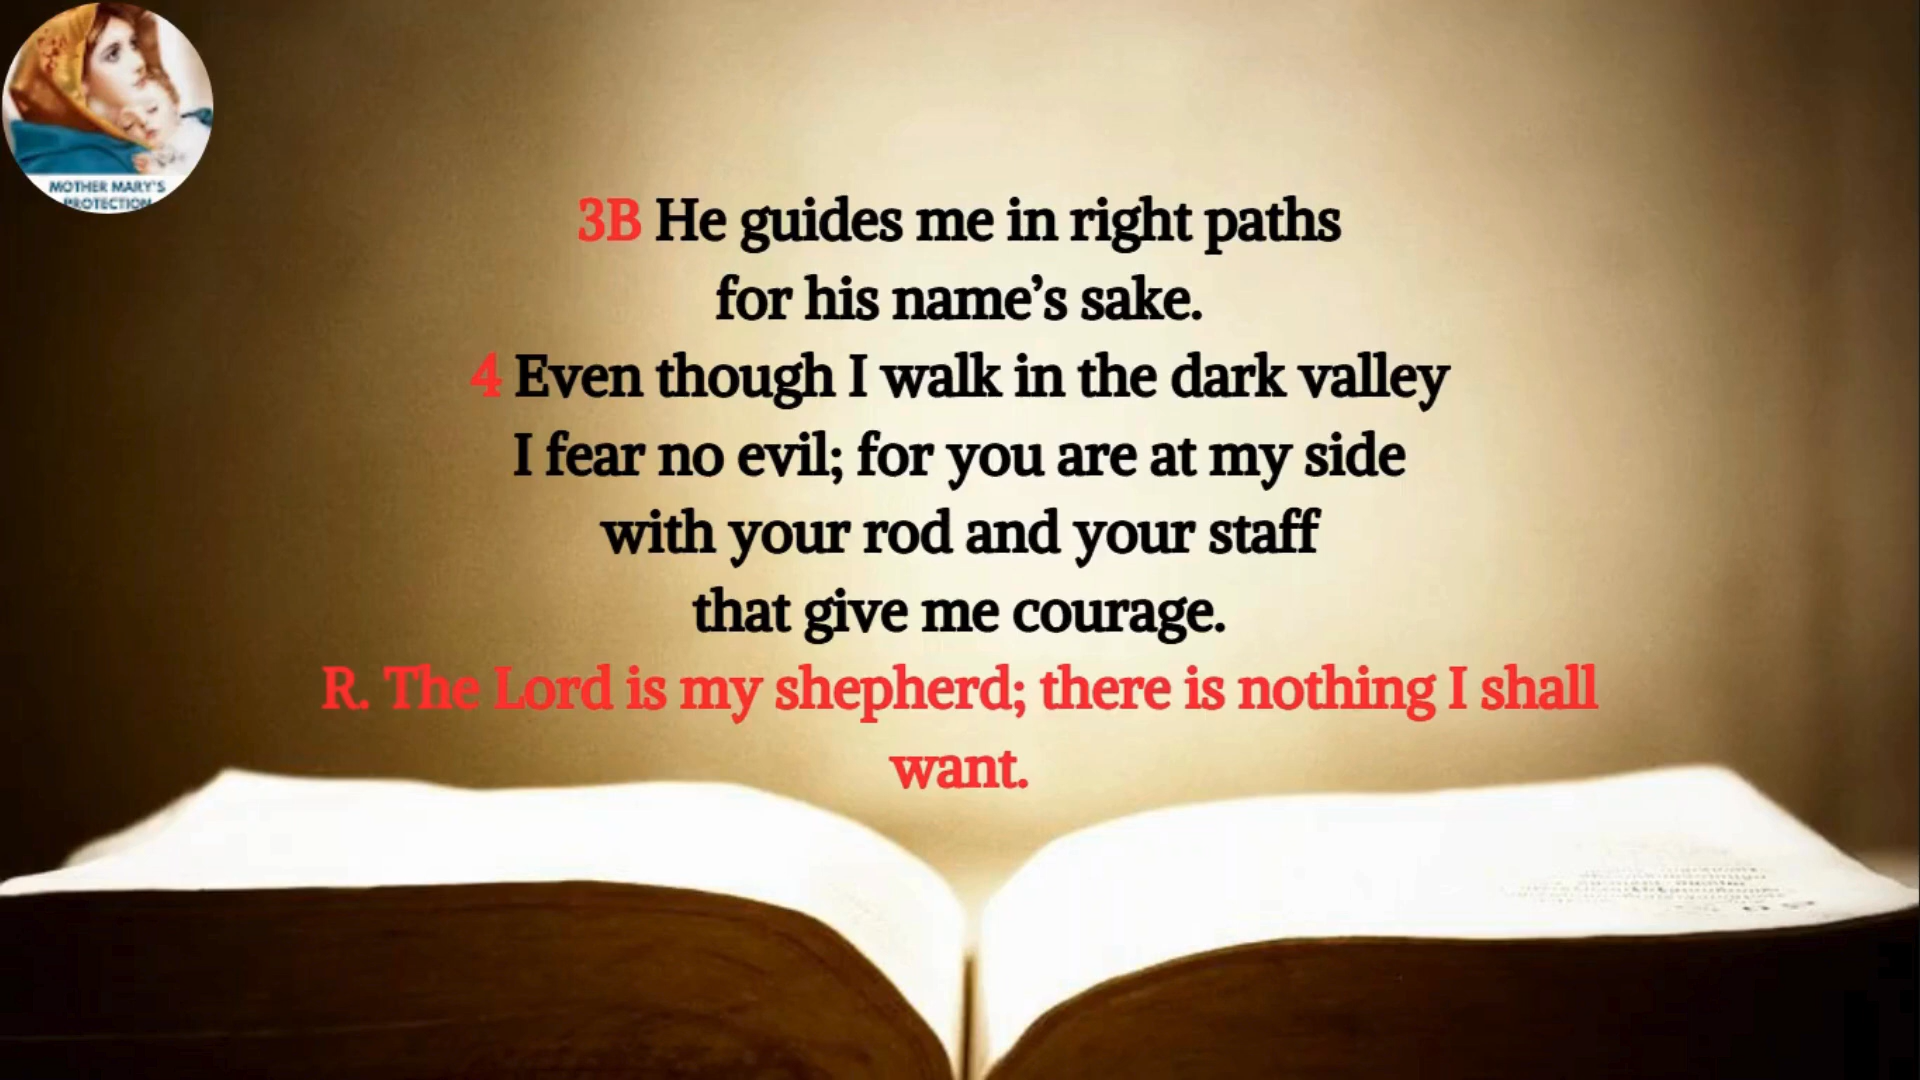 MOTHER MARY'S
PROTECTION
3B He guides me in right paths
for his name’s sake.
4 Even though I walk in the dark valley
I fear no evil; for you are at my side
with your rod and your staff
that give me courage.
R. The Lord is my shepherd; there is nothing I shall
want.